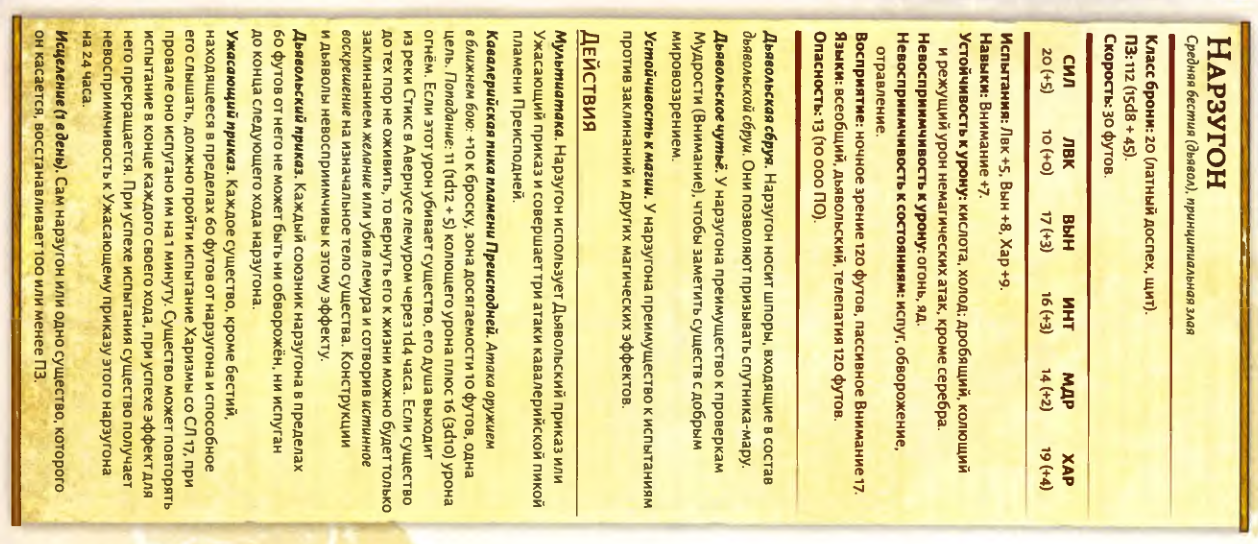 НАРЗУГОН
Средняя бестия (дьявол), принципиальная злая
Класс брони: 20 (латный доспех, щит).
ПЗ: 112 (15d8 + 45).
Скорость: 30 футов.
СИЛ ЛВК ВЫН ИНТ МДР ХАР
20 (+5) 10 (+0) 17 (+3) 16 (+3) 14 (+2) 19 (+4)
Испытания: Лвк +5, Вын +8, Хар +9.
Навыки: Внимание +7.
Устойчивость к урону: кислота, холод; дробящий, колющий
и режущий урон немагических атак, кроме серебра.
Невосприимчивость к урону: огонь, яд.
Невосприимчивость к состояниям: испуг, обворожение,
отравление.
Восприятие: ночное зрение 120 футов, пассивное Внимание 17.
Языки: всеобщий, дьявольский, телепатия 120 футов.
Опасность: 13 (10 000 ПО).
Дьявольская сбруя. Нарзугон носит шпоры, входящие в состав
дьявольской сбруи. Они позволяют призывать спутника-мару.
Дьявольское чутьё. У нарзугона преимущество к проверкам
Мудрости (Внимание), чтобы заметить существ с добрым
мировоззрением.
Устойчивость к магии. У нарзугона преимущество к испытаниям
против заклинаний и других магических эффектов.
ДЕЙСТВИЯ
Мультиатака. Нарзугон использует Дьявольский приказ или
Ужасающий приказ и совершает три атаки кавалерийской пикой
пламени Преисподней.
Кавалерийская пика пламени Преисподней. Атака оружием
в ближнем бою: +10 к броску, зона досягаемости 10 футов, одна
цель. Попадание: 11 (1d12 + 5) колющего урона плюс 16 (3d10) урона
огнём. Если этот урон убивает существо, его душа выходит
из реки Стикс в Авернусе лемуром через 1d4 часа. Если существо
до тех пор не оживить, то вернуть его к жизни можно будет только
заклинанием желание или убив лемура и сотворив истинное
воскрешение на изначальное тело существа. Конструкции
и дьяволы невосприимчивы к этому эффекту.
Дьявольский приказ. Каждый союзник нарзугона в пределах
60 футов от него не может быть ни обворожён, ни испуган
до конца следующего хода нарзугона.
Ужасающий приказ. Каждое существо, кроме бестий,
находящееся в пределах 60 футов от нарзугона и способное
его слышать, должно пройти испытание Харизмы со СЛ 17, при
провале оно испугано им на 1 минуту. Существо может повторять
испытание в конце каждого своего хода, при успехе эффект для
него прекращается. При успехе испытания существо получает
невосприимчивость к Ужасающему приказу этого нарзугона
на 24 часа.
Исцеление (1 в день). Сам нарзугон или одно существо, которого
он касается, восстанавливает 100 или менее ПЗ.